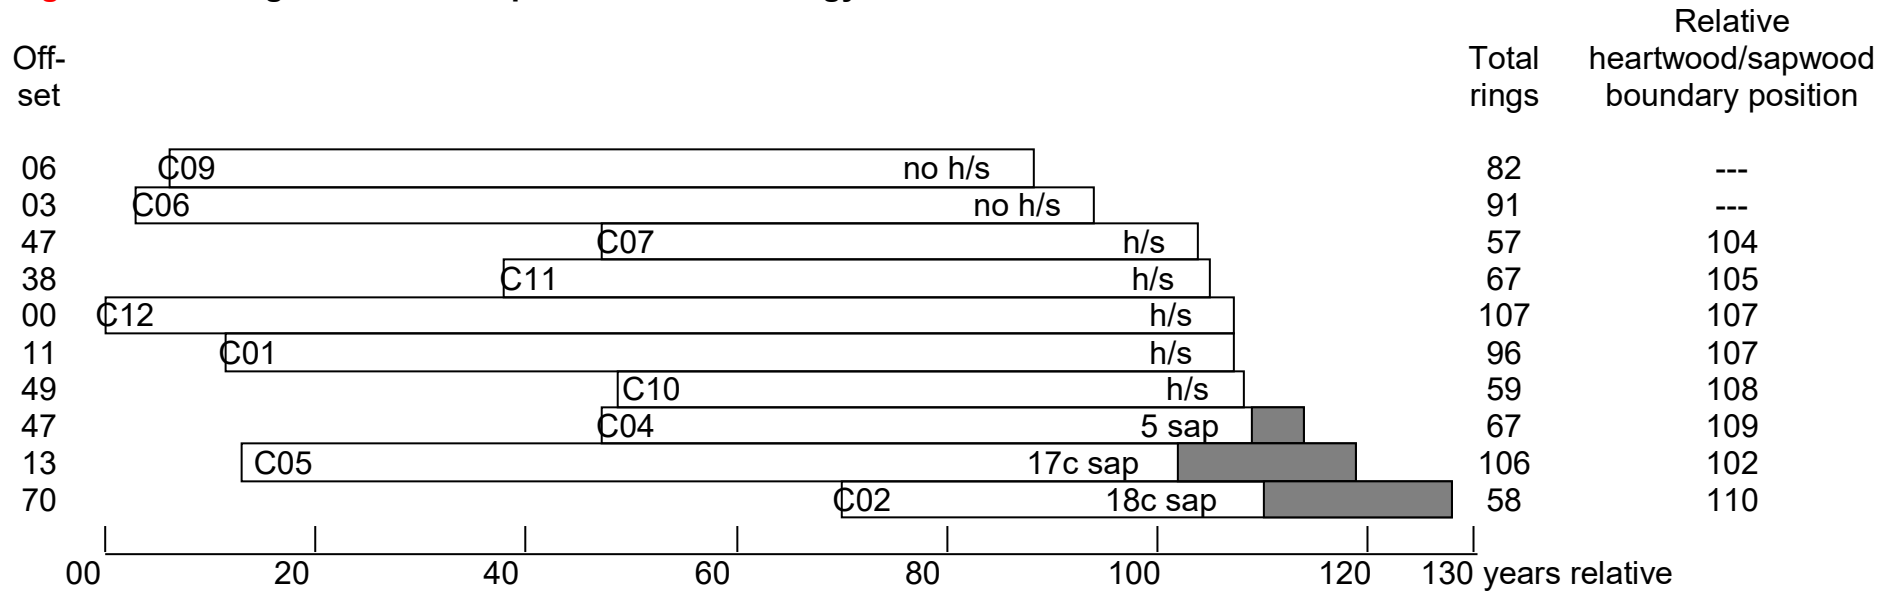 Relative
Off- Total heartwood/sapwood
set rings boundary position
06 C09 no h/s 82 ---
03 C06 no h/s 91 ---
47 C07 h/s 57 104
38 C11 h/s 67 105
00 C12 h/s 107 107
11 C01 h/s 96 107
49 C10 h/s 59 108
47 C04 5 sap 67 109
13 C05 17c sap 106 102
70 C02 18c sap 58 110
00 20 40 60 80 100 120 130 years relative